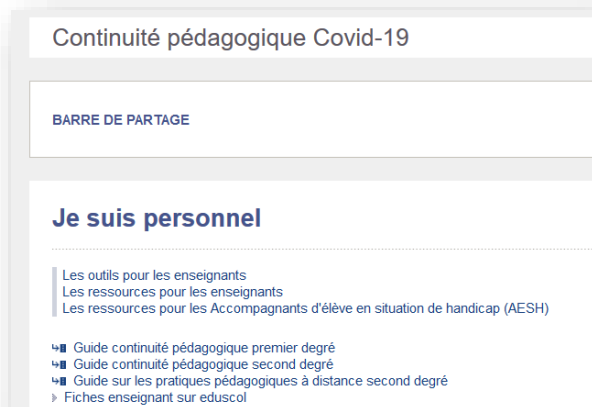 Continuité pédagogique Covid-19
BARRE DE PARTAGE
Je suis personnel
Les outils pour les enseignants
Les ressources pour les enseignants
Les ressources pour les Accompagnants d'élève en situation de handicap (AESH)
Guide continuité pédagogique premier degré
Guide continuité pédagogique second degré
Guide sur les pratiques pédagogiques à distance second degré
Fiches enseignant sur eduscol